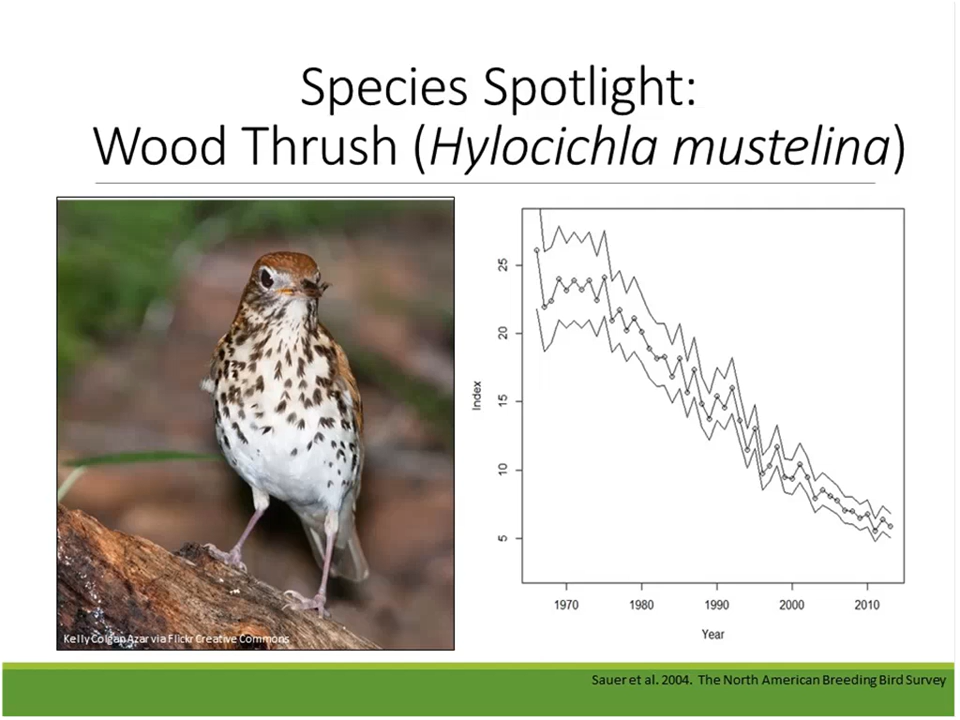 Species Spotlight:
Wood Thrush (Hylocichla mustelina)
Kelly Colgan Azar via Flickr Creative Commons
Index
25
20
15
10
5
1970 1980 1990 2000 2010
Year
Sauer et al. 2004. The North American Breeding Bird Survey